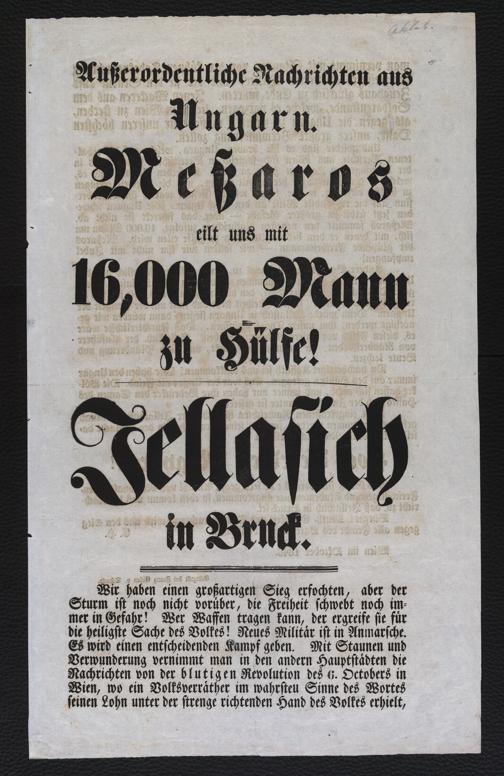 Außerordentliche Nachrichten aus
Ungarn.
Meßaros
eilt uns mit
16,000 Mann
zu Hülfe!
Jellasich
in Bruck.
Wir haben einen großartigen Sieg erfochten, aber der
Sturm ist noch nicht vorüber, die Freiheit schwebt noch im-
mer in Gefahr! Wer Waffen tragen kann, der ergreife sie für
die heiligste Sache des Volkes! Neues Militär ist in Anmarsche.
Es wird einen entscheidenden Kampf geben. Mit Staunen und
Verwunderung vernimmt man in den andern Hauptstädten die
Nachrichten von der blutigen Revolution des 6. Octobers in
Wien, wo ein Volksverräther im wahrsten Sinne des Wortes
seinen Lohn unter der strenge richtenden Hand des Volkes erhielt,